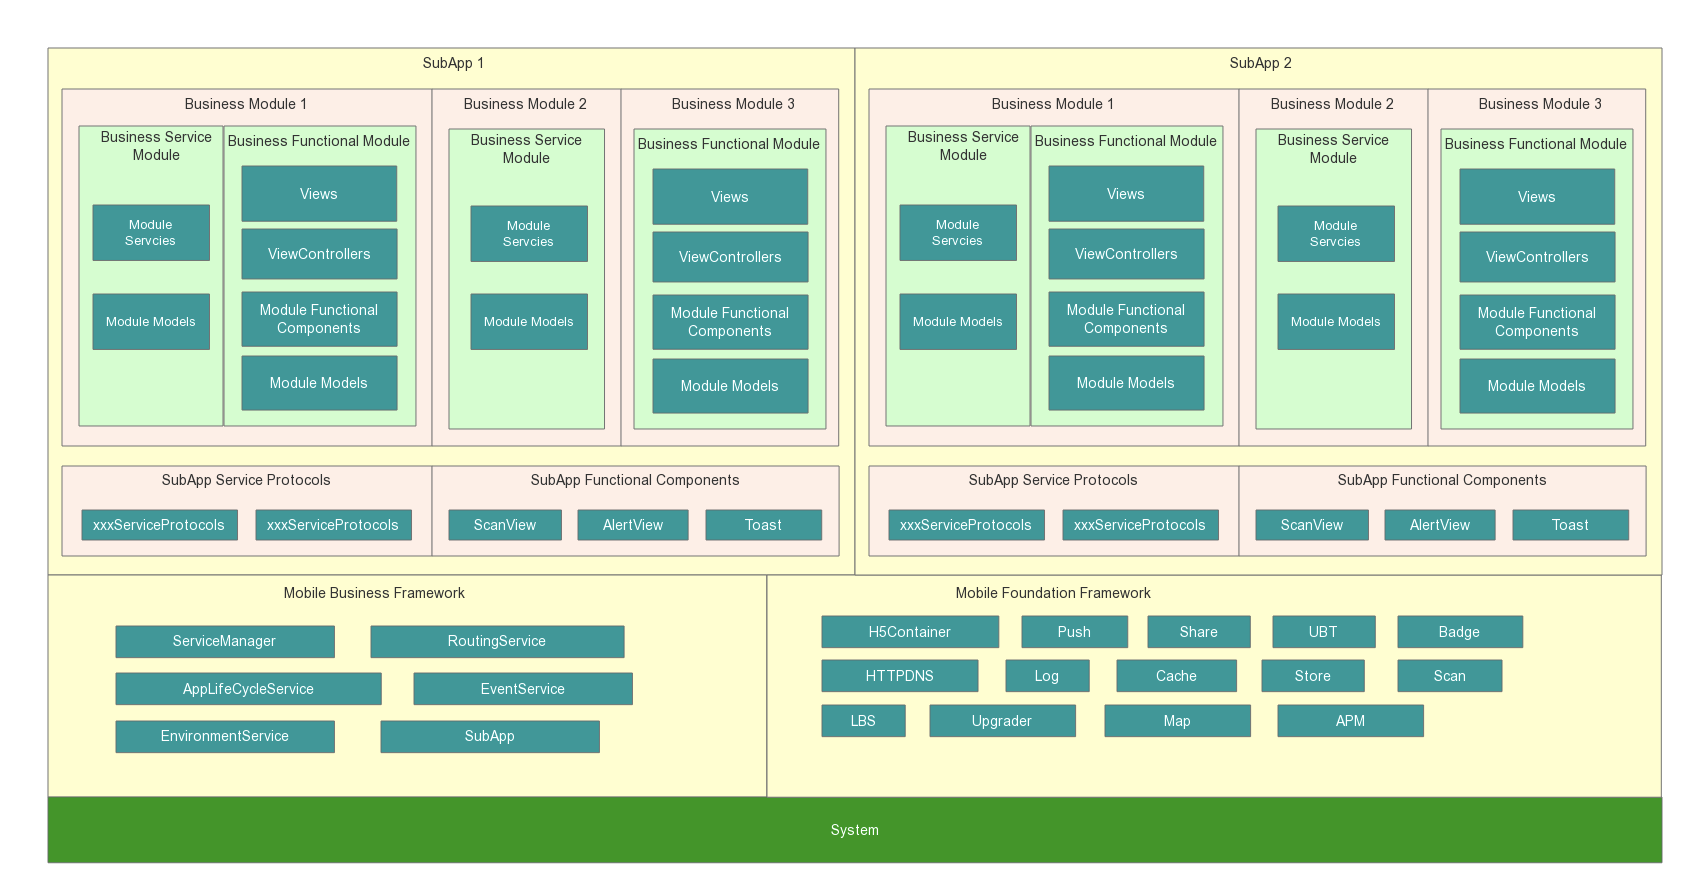 SubApp 1
Business Module 1
Business Service
Module
Module
Servcies
Module Models
Business Functional Module
Views
ViewControllers
Module Functional
Components
Module Models
Business Module 2
Business Service
Module
Module
Servcies
Module Models
Business Module 3
Business Functional Module
Views
ViewControllers
Module Functional
Components
Module Models
SubApp Service Protocols
xxxServiceProtocols
xxxServiceProtocols
SubApp Functional Components
ScanView
AlertView
Toast
SubApp 2
Business Module 1
Business Service
Module
Module
Servcies
Module Models
Business Functional Module
Views
ViewControllers
Module Functional
Components
Module Models
Business Module 2
Business Service
Module
Module
Servcies
Module Models
Business Module 3
Business Functional Module
Views
ViewControllers
Module Functional
Components
Module Models
SubApp Service Protocols
xxxServiceProtocols
xxxServiceProtocols
SubApp Functional Components
ScanView
AlertView
Toast
Mobile Business Framework
ServiceManager
RoutingService
AppLifeCycleService
EventService
EnvironmentService
SubApp
Mobile Foundation Framework
H5Container
Push
Share
UBT
Badge
HTTPDNS
Log
Cache
Store
Scan
LBS
Upgrader
Map
APM
System